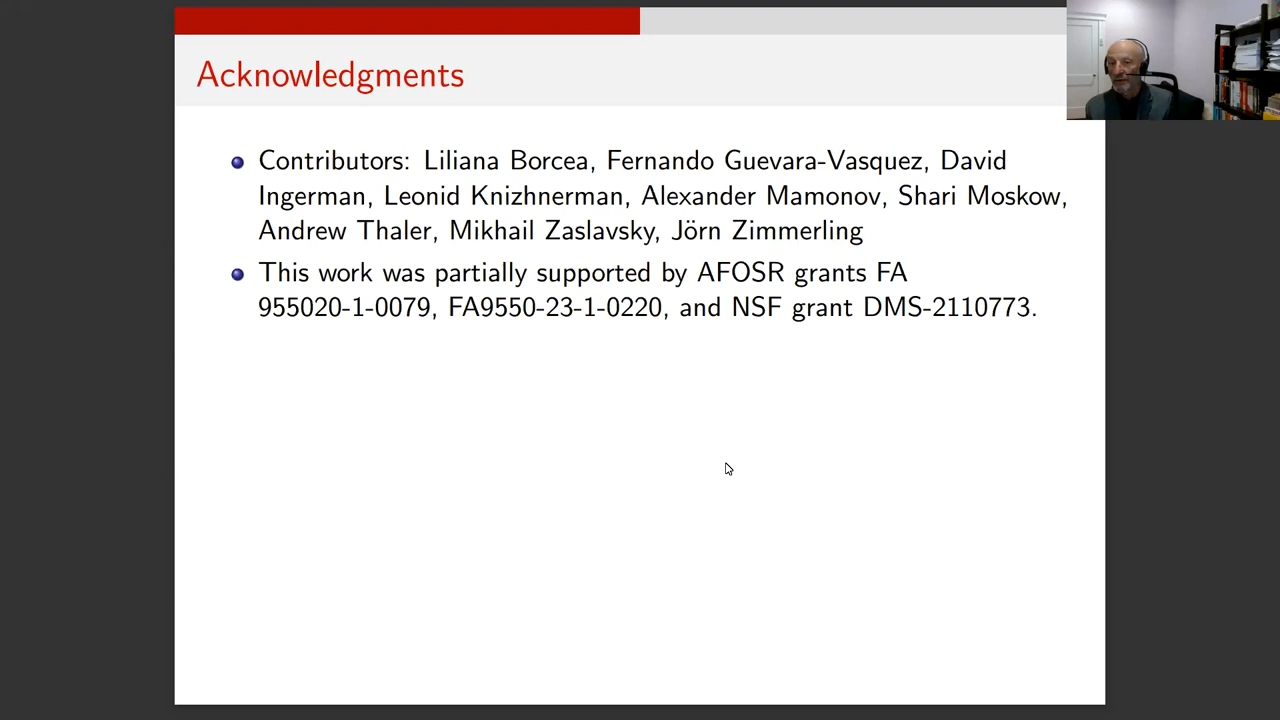 Acknowledgments
Contributors: Liliana Borcea, Fernando Guevara-Vasquez, David
Ingerman, Leonid Knizhnerman, Alexander Mamonov, Shari Moskow,
Andrew Thaler, Mikhail Zaslavsky, Jörn Zimmerling
This work was partially supported by AFOSR grants FA
955020-1-0079, FA9550-23-1-0220, and NSF grant DMS-2110773.